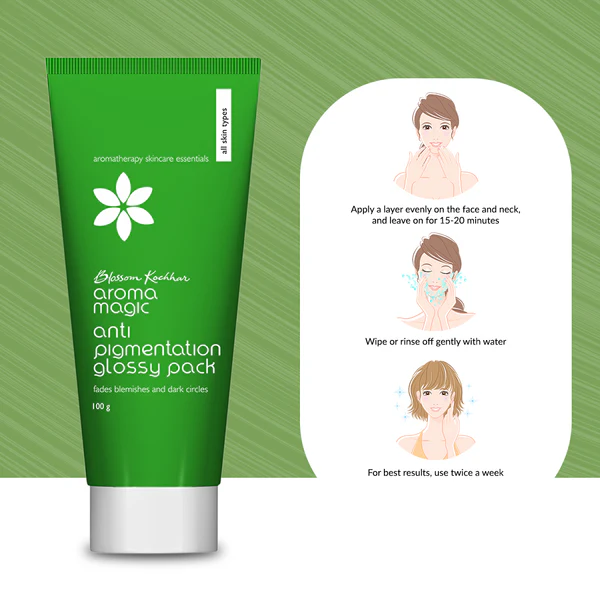 all skin types
aromatherapy skincare essentials
Blossom Kochhar
aroma
magic
anti
pigmentation
glossy pack
fades blemishes and dark circles
100 g
Apply a layer evenly on the face and neck,
and leave on for 15-20 minutes
Wipe or rinse off gently with water
For best results, use twice a week